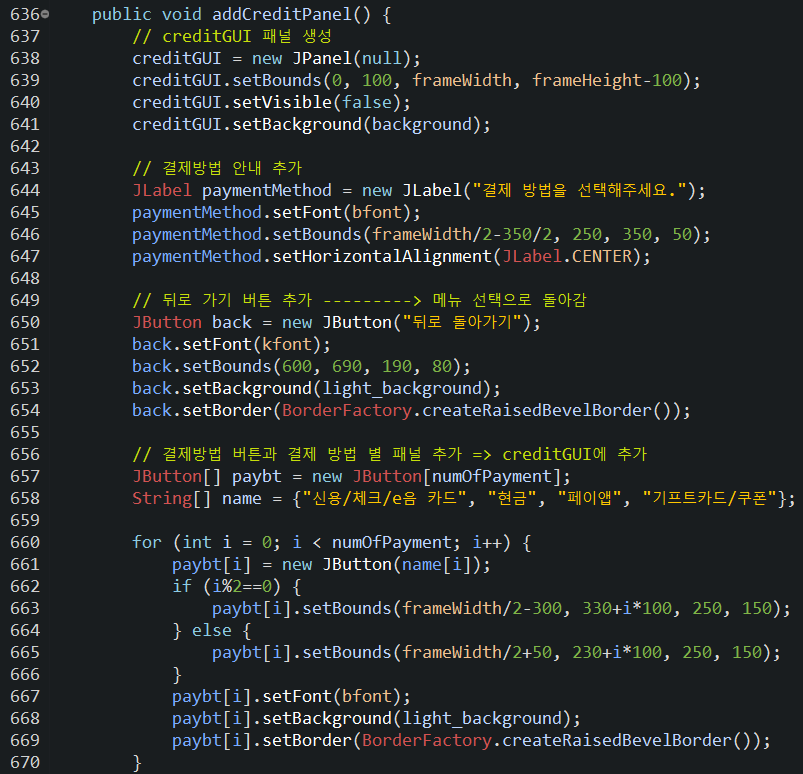 636 public void addCreditPanel() {
637 // creditGUI 패널 생성
638 creditGUI = new JPanel(null);
639 creditGUI.setBounds(0, 100, frameWidth, frameHeight-100);
640 creditGUI.setVisible(false);
641 creditGUI.setBackground(background);
642
643 // 결제방법 안내 추가
644 JLabel paymentMethod = new JLabel("결제 방법을 선택해주세요.");
645 paymentMethod.setFont(bfont);
646 paymentMethod.setBounds(frameWidth/2-350/2, 250, 350, 50);
647 paymentMethod.setHorizontalAlignment(JLabel.CENTER);
648
649 // 뒤로 가기 버튼 추가 ---------> 메뉴 선택으로 돌아감
650 JButton back = new JButton("뒤로 돌아가기");
651 back.setFont(kfont);
652 back.setBounds(600, 690, 190, 80);
653 back.setBackground(light_background);
654 back.setBorder(BorderFactory.createRaisedBevelBorder());
655
656 // 결제방법 버튼과 결제 방법 별 패널 추가 => creditGUI에 추가
657 JButton[] paybt = new JButton[numOfPayment];
658 String[] name = {"신용/체크/e음 카드", "현금", "페이앱", "기프트카드/쿠폰"};
659
660 for (int i = 0; i < numOfPayment; i++) {
661 paybt[i] = new JButton(name[i]);
662 if (i%2==0) {
663 paybt[i].setBounds(frameWidth/2-300, 330+i*100, 250, 150);
664 } else {
665 paybt[i].setBounds(frameWidth/2+50, 230+i*100, 250, 150);
666 }
667 paybt[i].setFont(bfont);
668 paybt[i].setBackground(light_background);
669 paybt[i].setBorder(BorderFactory.createRaisedBevelBorder());
670 }